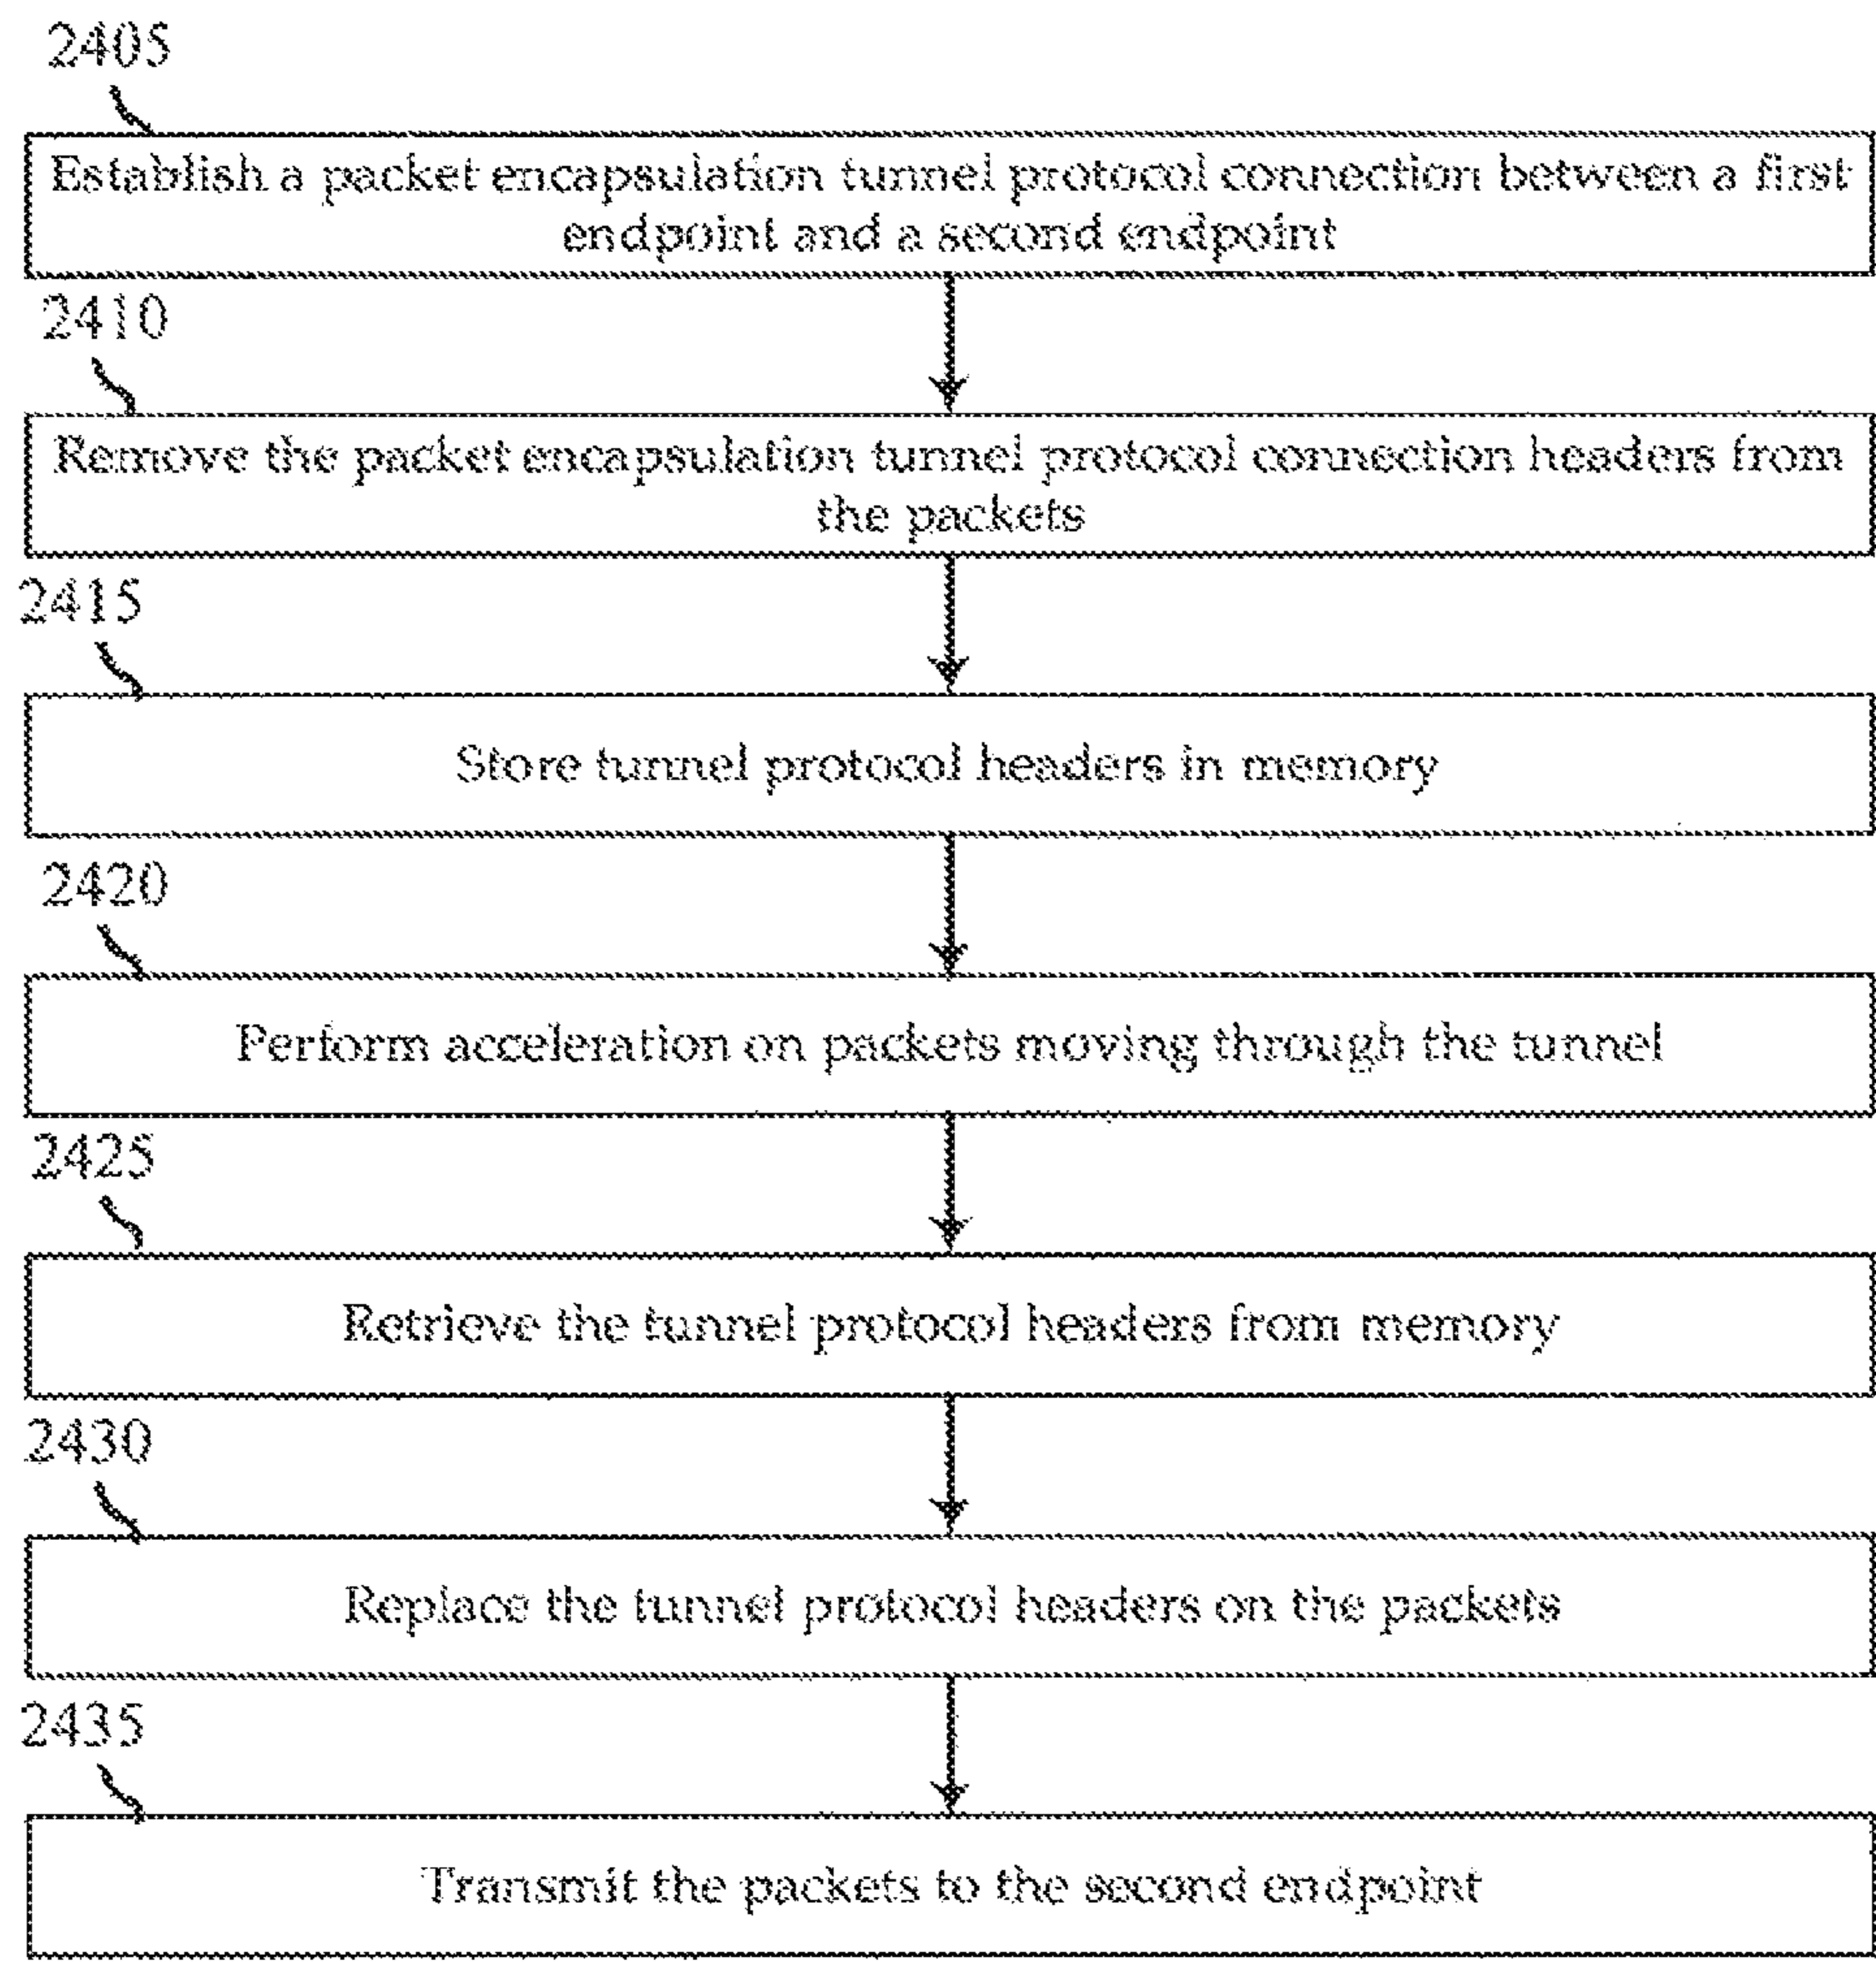 2405
Establish a packet encapsulation tunnel protocol connection between a first
endpoint and a second endpoint
2410
Remove the packet encapsulation tunnel protocol connection headers from
the packets
2415
Store tunnel protocol headers in memory
2420
Perform acceleration on packets moving through the tunnel
2425
Retrieve the tunnel protocol headers from memory
2430
Replace the tunnel protocol headers on the packets
2435
Transmit the packets to the second endpoint